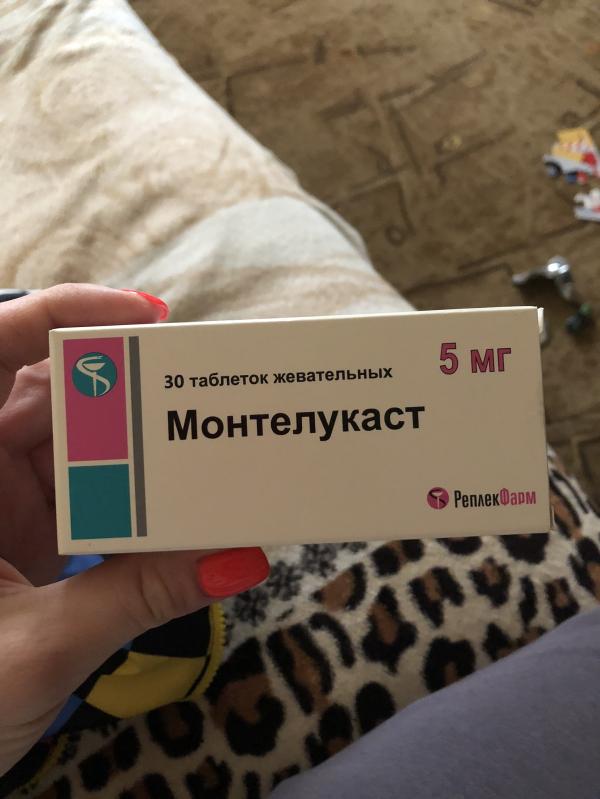 30 таблеток жевательных
5 мг
Монтелукаст
РеплекФарм